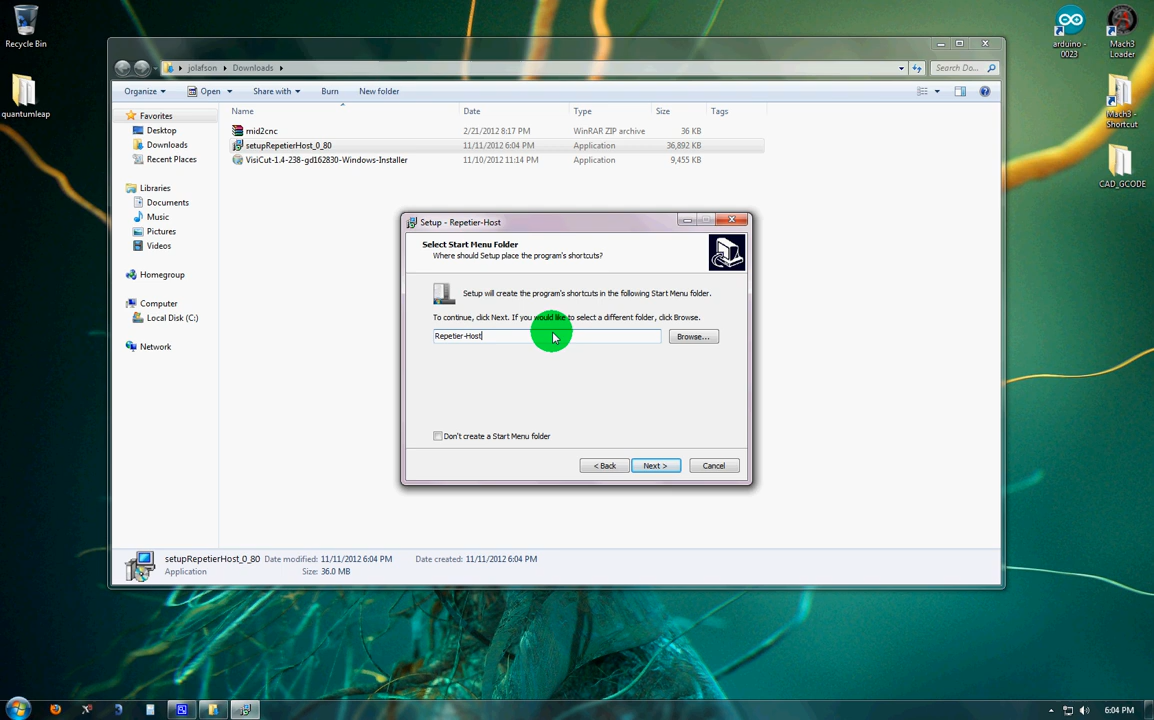 Recycle Bin
quantumleap
arduino - 0023
Mach3 Loader
Mach3 - Shortcut
CAD_GCODE
jolafson
Downloads
Search Do...
Organize
Open
Share with
Burn
New folder
Name
Date
Type
Size
Tags
mid2cnc
2/21/2012 8:17 PM
WinRAR ZIP archive
36 KB
setupRepetierHost_0_80
11/11/2012 6:04 PM
Application
36,892 KB
VisiCut-1.4-238-gd162830-Windows-Installer
11/10/2012 11:14 PM
Application
9,455 KB
Favorites
Desktop
Downloads
Recent Places
Libraries
Documents
Music
Pictures
Videos
Homegroup
Computer
Local Disk (C:)
Network
Setup - Repetier-Host
Select Start Menu Folder
Where should Setup place the program's shortcuts?
Setup will create the program's shortcuts in the following Start Menu folder.
To continue, click Next. If you would like to select a different folder, click Browse.
Repetier-Host
Browse...
Don't create a Start Menu folder
< Back
Next >
Cancel
setupRepetierHost_0_80
Date modified: 11/11/2012 6:04 PM
Date created: 11/11/2012 6:04 PM
Application
Size: 36.0 MB
6:04 PM